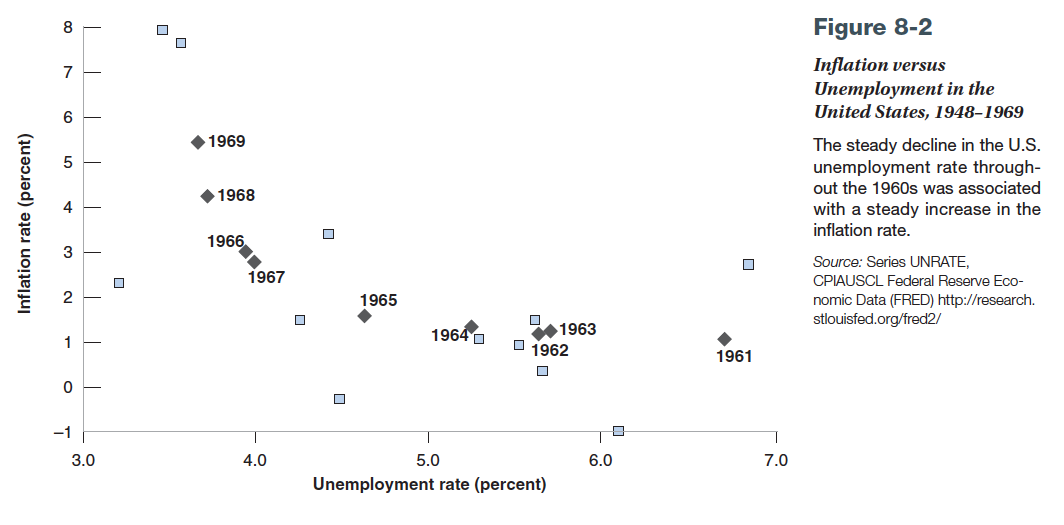 Figure 8-2
Inflation versus
Unemployment in the
United States, 1948–1969
The steady decline in the U.S.
unemployment rate through-
out the 1960s was associated
with a steady increase in the
inflation rate.
Source: Series UNRATE,
CPIAUSCL Federal Reserve Eco-
nomic Data (FRED) http://research.
stlouisfed.org/fred2/
Inflation rate (percent)
8
7
6
5
4
3
2
1
0
–1
1969
1968
1966
1967
1965
1964
1963
1962
1961
3.0 4.0 5.0 6.0 7.0
Unemployment rate (percent)